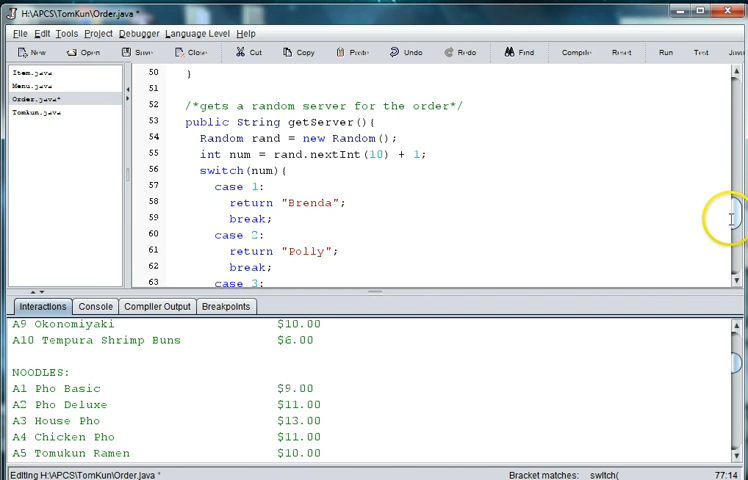 H:\APCS\TomKun\Order.java *
File Edit Tools Project Debugger Language Level Help
New Open Save Close Cut Copy Paste Undo Redo Find Compile Reset Run Test Java
Item.java
Menu.java
Order.java*
Tomkun.java
50 }
51
52 /*gets a random server for the order*/
53 public String getServer(){
54 Random rand = new Random();
55 int num = rand.nextInt(10) + 1;
56 switch(num){
57 case 1:
58 return "Brenda";
59 break;
60 case 2:
61 return "Polly";
62 break;
63 case 3:
Interactions Console Compiler Output Breakpoints
A9 Okonomiyaki $10.00
A10 Tempura Shrimp Buns $6.00
NOODLES:
A1 Pho Basic $9.00
A2 Pho Deluxe $11.00
A3 House Pho $13.00
A4 Chicken Pho $11.00
A5 Tomukun Ramen $10.00
Editing H:\APCS\TomKun\Order.java * Bracket matches: switch( 77:14